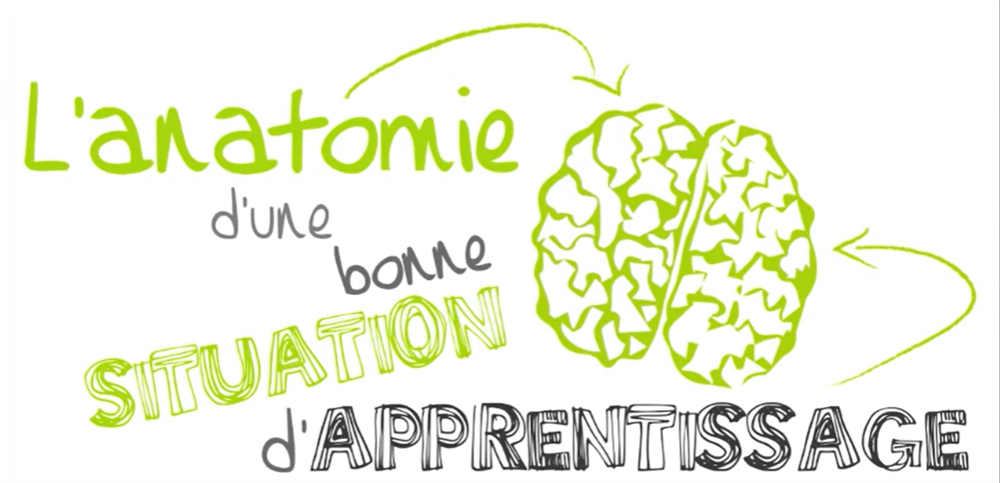 L'anatomie
d'une
bonne
SITUATION
d'APPRENTISSAGE